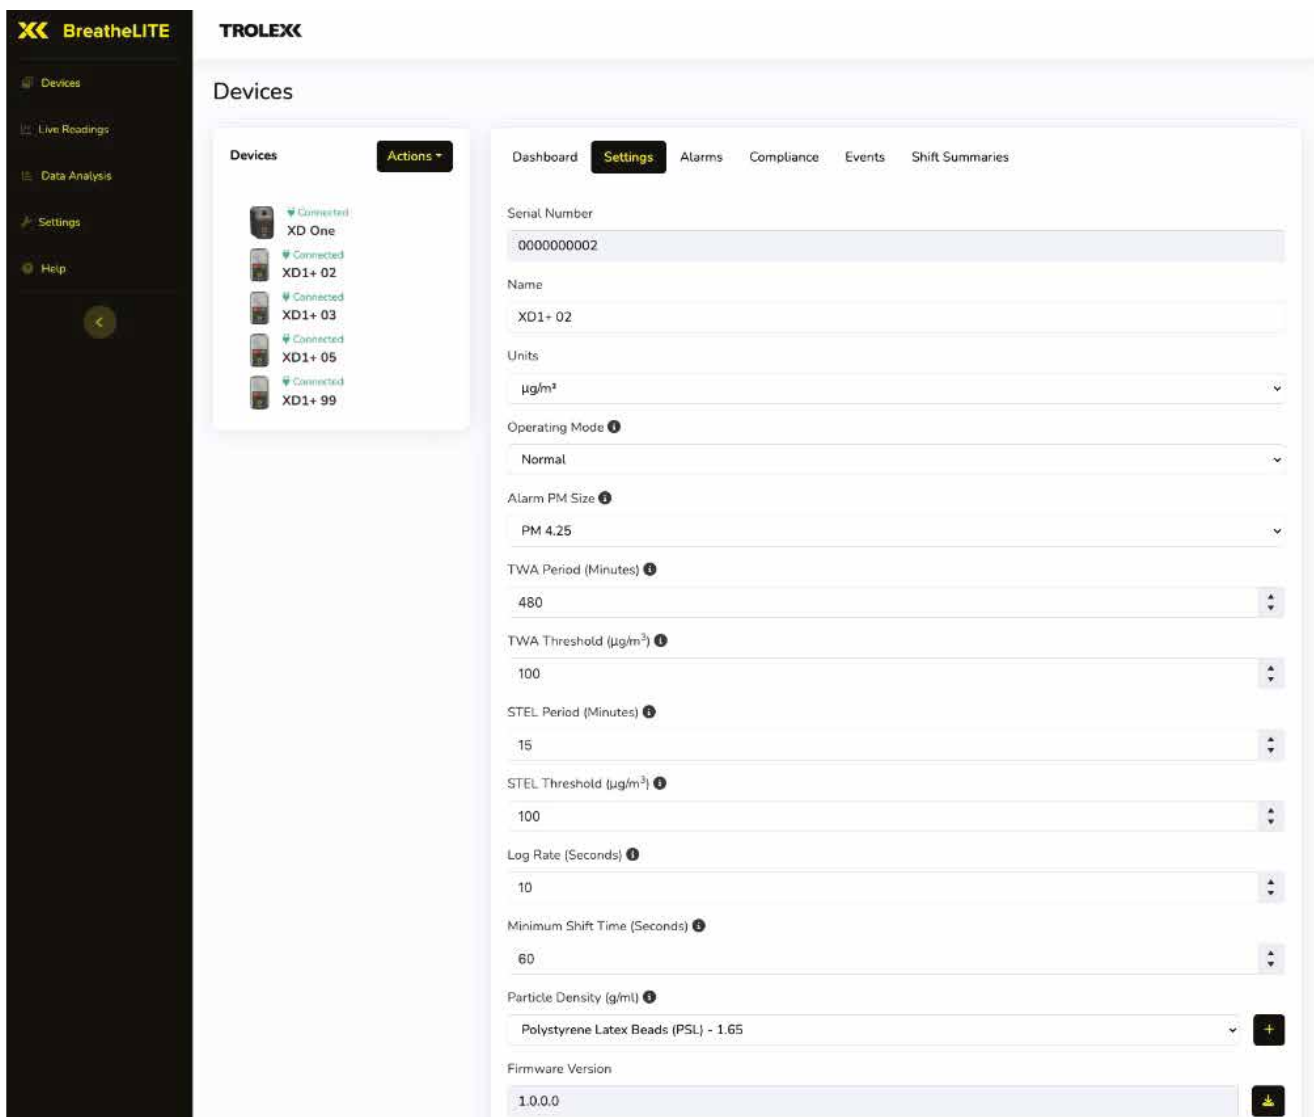 BreatheLITE
TROLEX
Devices
Live Readings
Data Analysis
Settings
Help
Devices
Devices
Actions
Connected
XD One
Connected
XD1+ 02
Connected
XD1+ 03
Connected
XD1+ 05
Connected
XD1+ 99
Dashboard Settings Alarms Compliance Events Shift Summaries
Serial Number
0000000002
Name
XD1+ 02
Units
µg/m³
Operating Mode
Normal
Alarm PM Size
PM 4.25
TWA Period (Minutes)
480
TWA Threshold (µg/m³)
100
STEL Period (Minutes)
15
STEL Threshold (µg/m³)
100
Log Rate (Seconds)
10
Minimum Shift Time (Seconds)
60
Particle Density (g/ml)
Polystyrene Latex Beads (PSL) - 1.65
Firmware Version
1.0.0.0